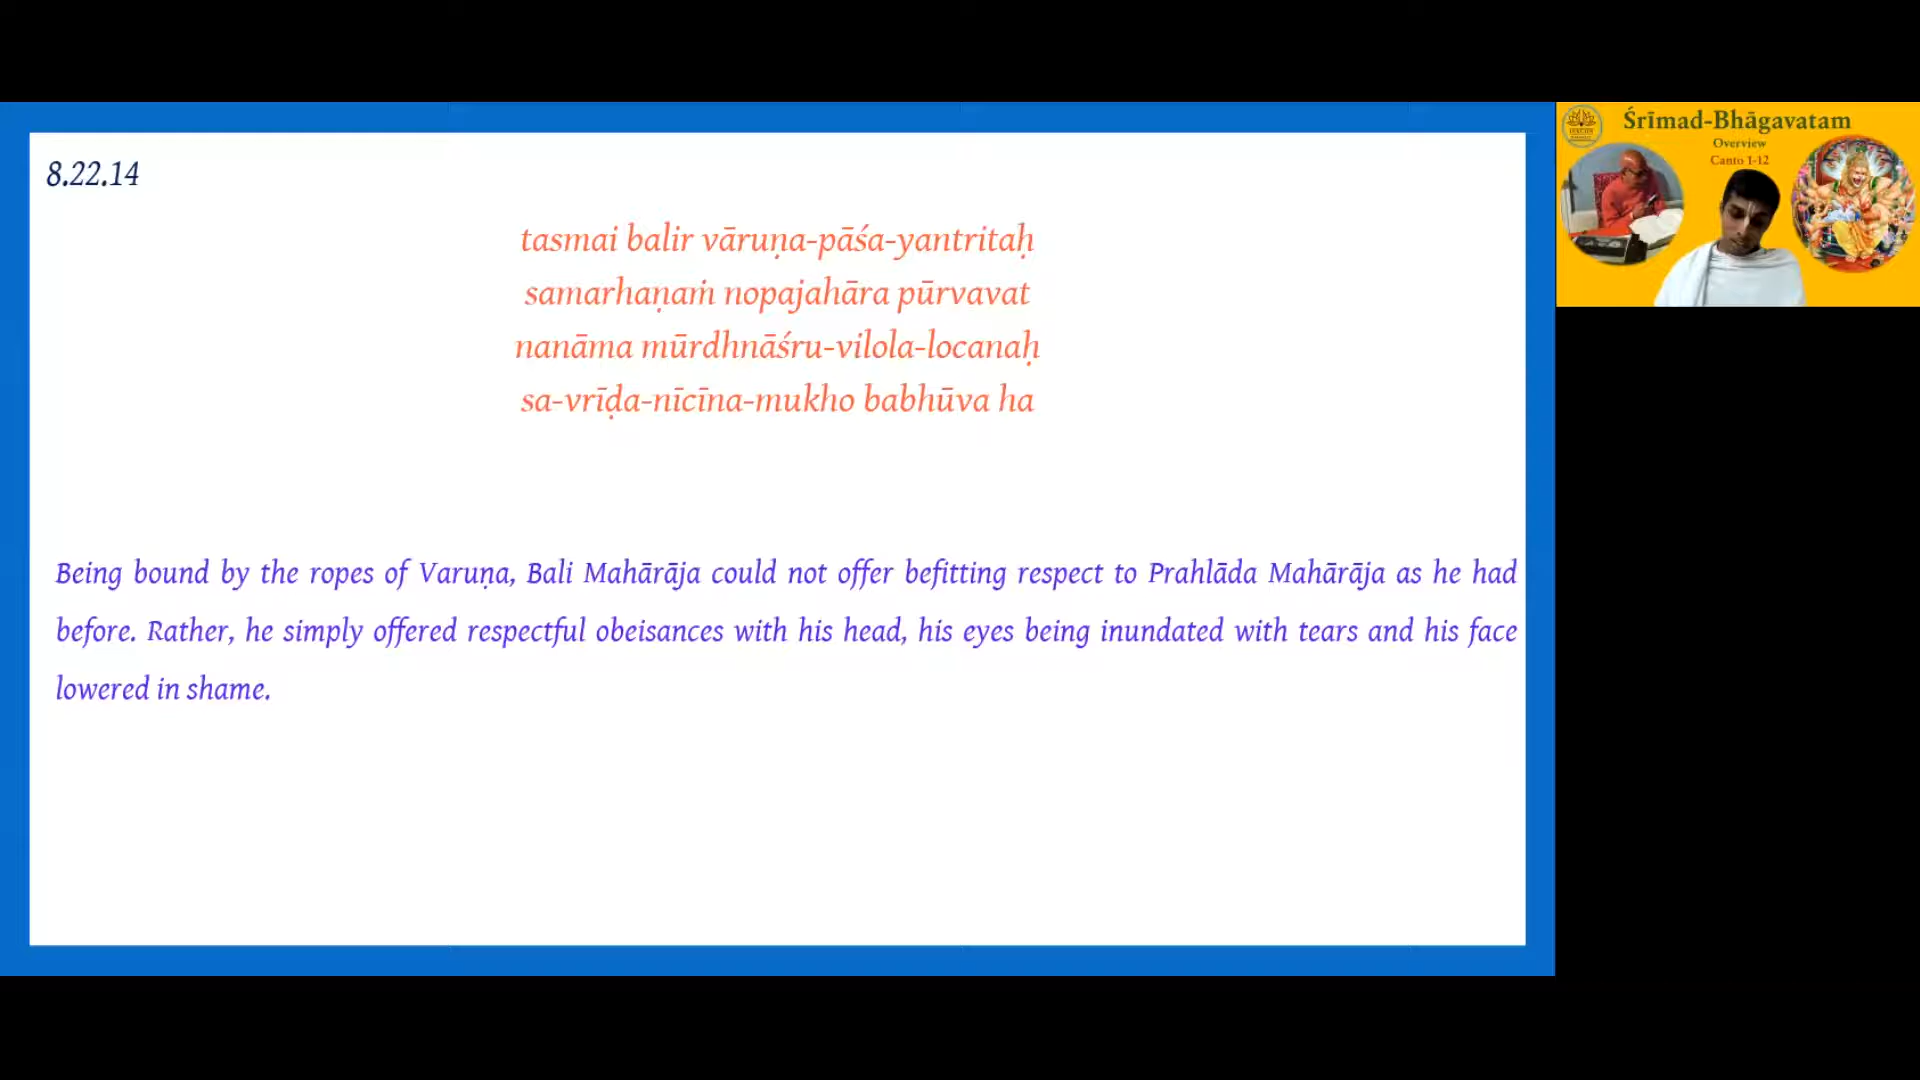 8.22.14
tasmai balir vāruṇa-pāśa-yantritaḥ
samarhaṇaṁ nopajahāra pūrvavat
nanāma mūrdhnāśru-vilola-locanaḥ
sa-vrīḍa-nīcīna-mukho babhūva ha
Being bound by the ropes of Varuṇa, Bali Mahārāja could not offer befitting respect to Prahlāda Mahārāja as he had
before. Rather, he simply offered respectful obeisances with his head, his eyes being inundated with tears and his face
lowered in shame.
Śrīmad-Bhāgavatam
Overview
Canto 1-12